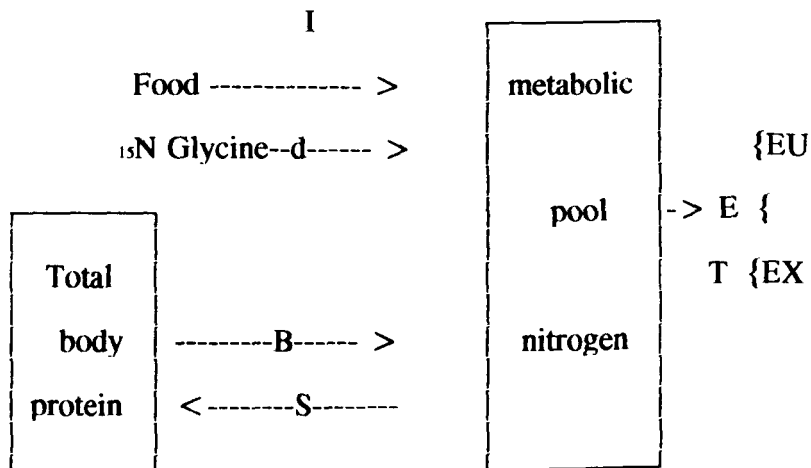 I
Food ------------- > metabolic
15N Glycine--d------ > {EU
pool -> E {
Total T {EX
body ---------B------ > nitrogen
protein < --------S-------